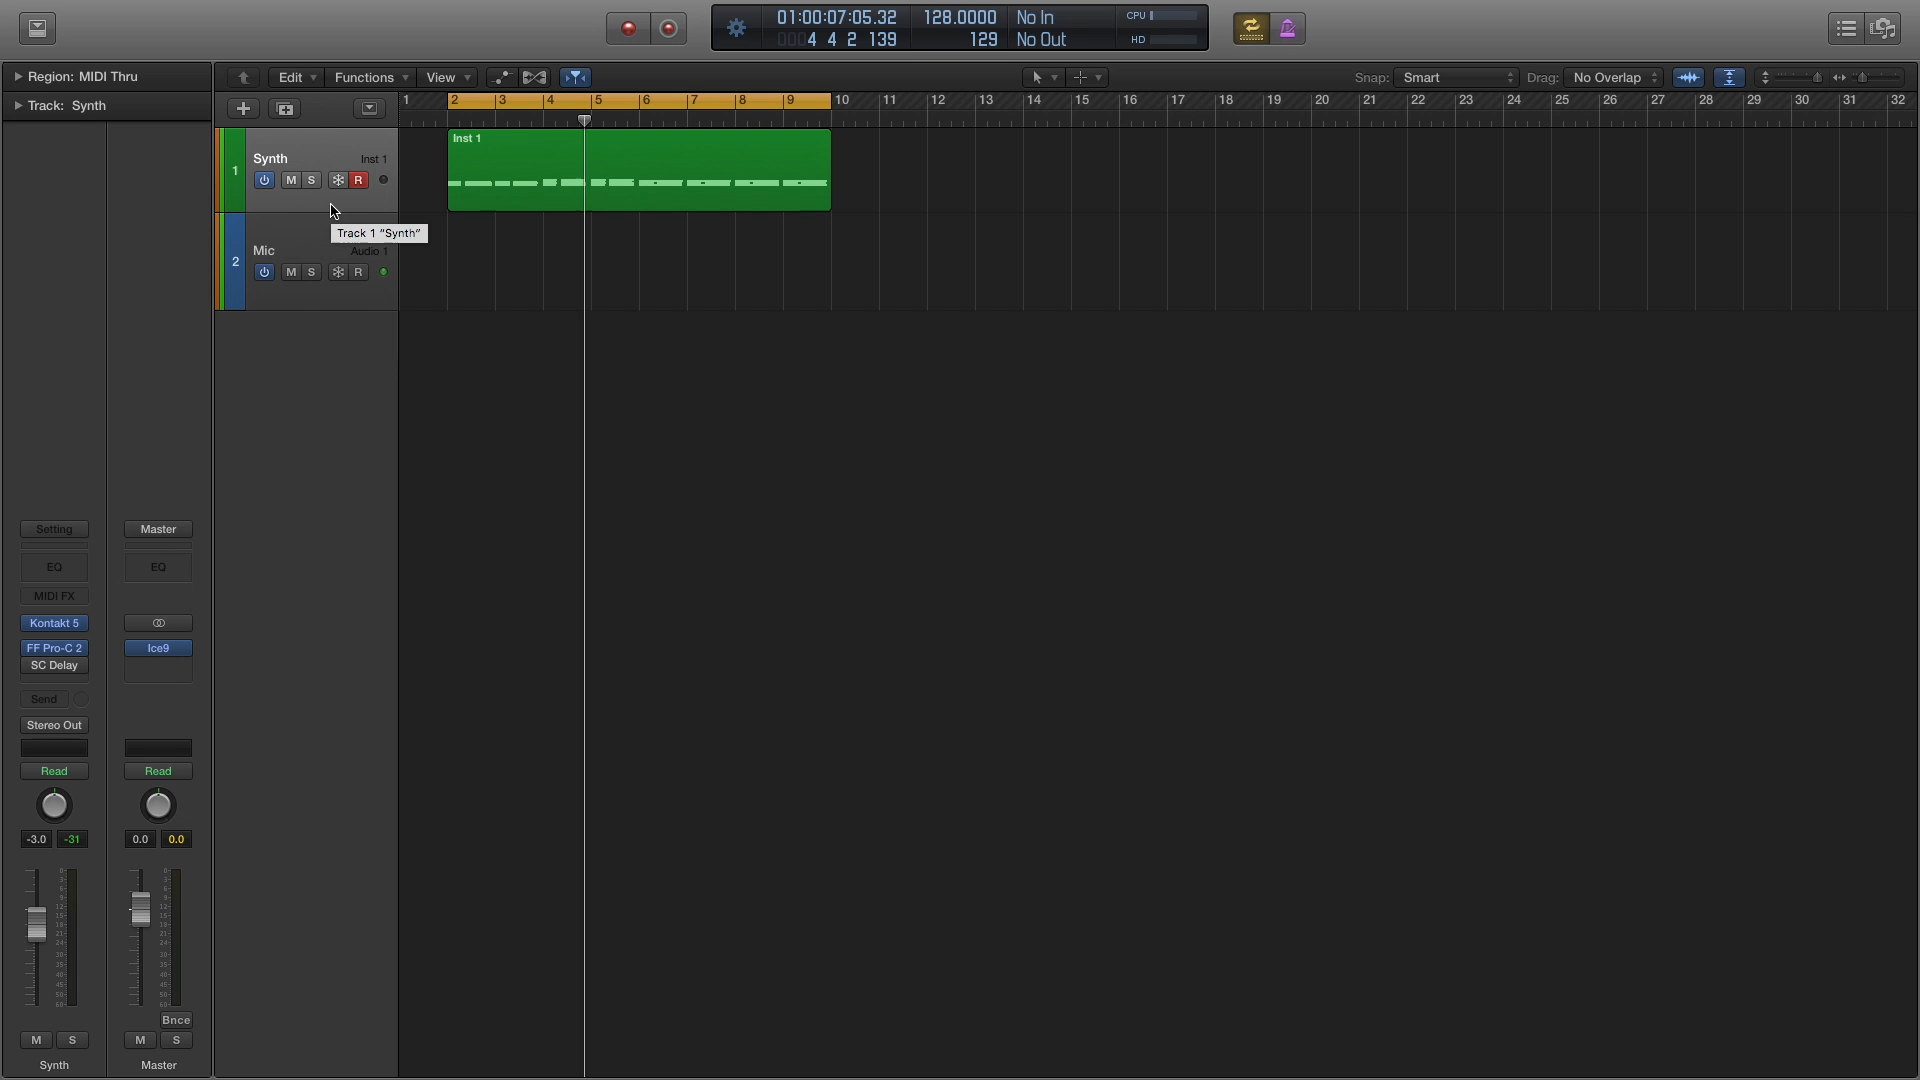 01:00:07:05.32 128.0000 No In CPU
0004 4 2 139 129 No Out HD
Region: MIDI Thru Edit Functions View Snap: Smart Drag: No Overlap
Track: Synth
1 2 3 4 5 6 7 8 9 10 11 12 13 14 15 16 17 18 19 20 21 22 23 24 25 26 27 28 29 30 31 32
Inst 1
1 Synth Inst 1
M S R
Track 1 "Synth"
2 Mic Audio 1
M S R
Setting Master
EQ EQ
MIDI FX
Kontakt 5
FF Pro-C 2 Ice9
SC Delay
Send
Stereo Out
Read Read
-3.0 -31 0.0 0.0
Bnce
M S M S
Synth Master